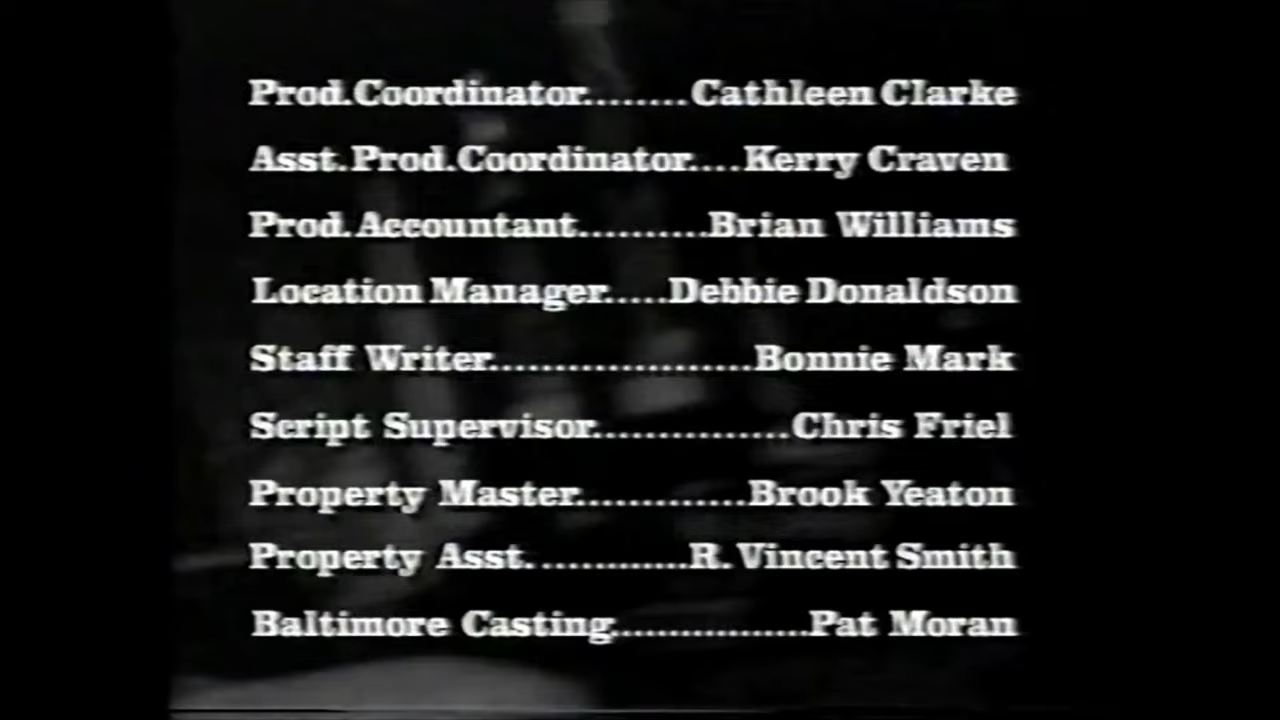 Prod. Coordinator........Cathleen Clarke
Asst. Prod. Coordinator....Kerry Craven
Prod. Accountant..........Brian Williams
Location Manager.....Debbie Donaldson
Staff Writer....................Bonnie Mark
Script Supervisor...............Chris Friel
Property Master.............Brook Yeaton
Property Asst.............R. Vincent Smith
Baltimore Casting................Pat Moran